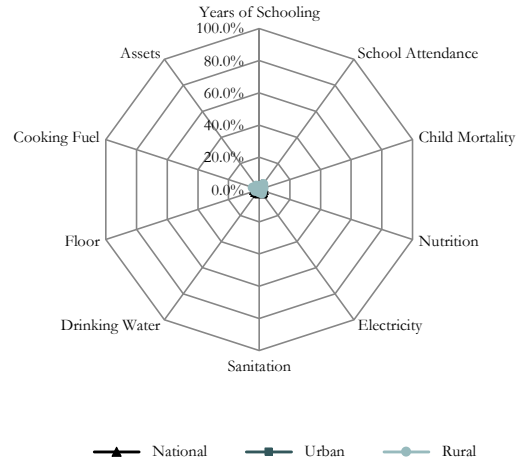 Years of Schooling
100.0%
Assets
School Attendance
80.0%
60.0%
40.0%
Cooking Fuel
Child Mortality
20.0%
0.0%
Floor
Nutrition
Drinking Water
Electricity
Sanitation
National Urban Rural